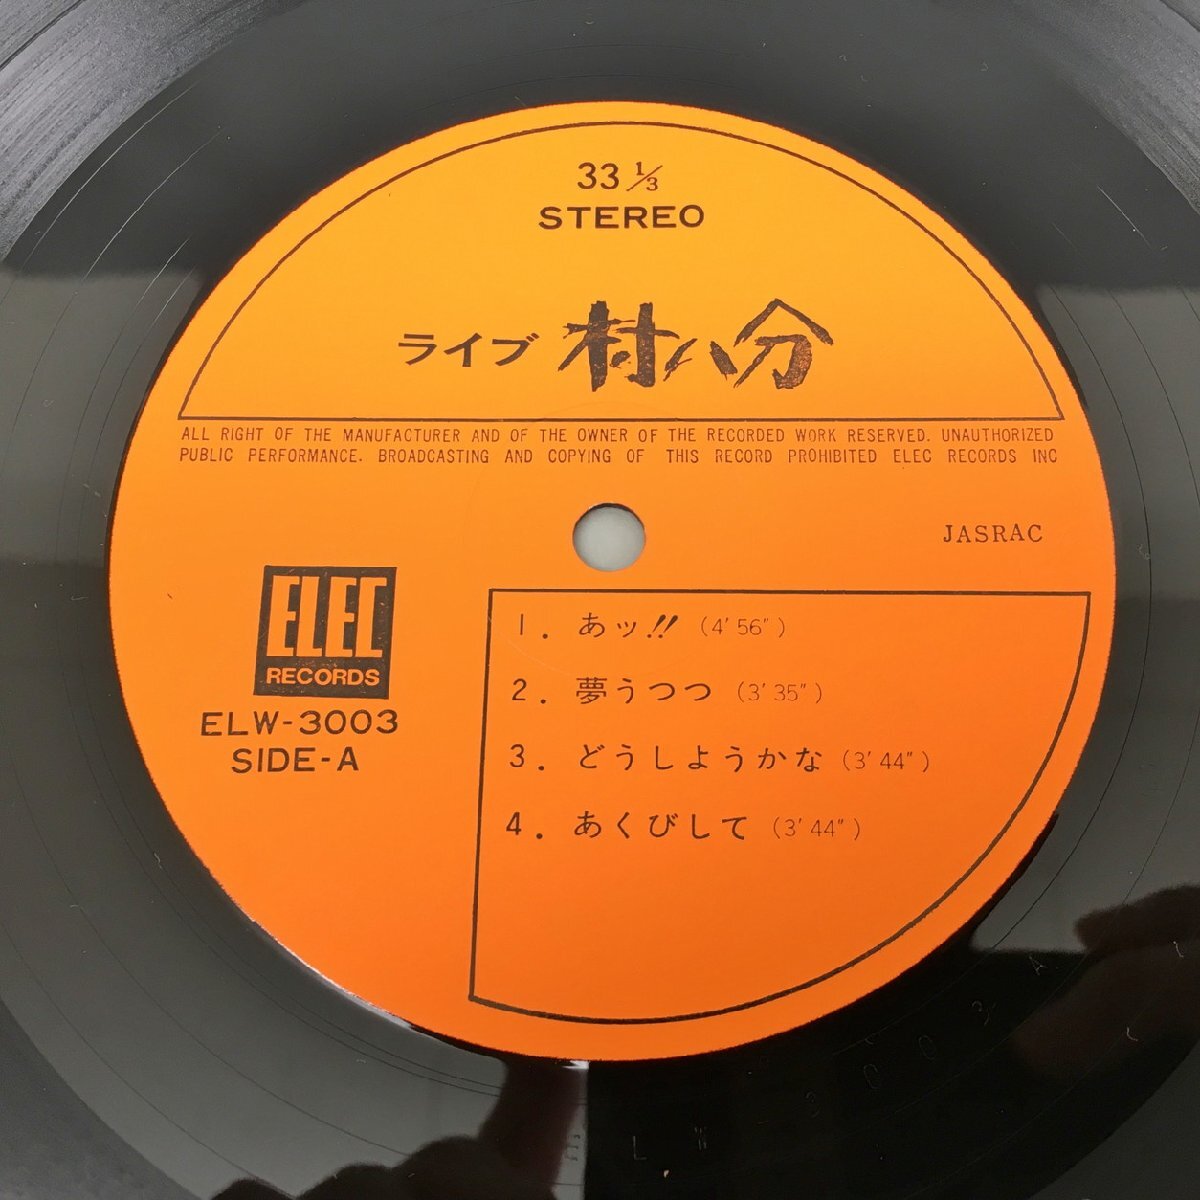 33 1/3
STEREO
ライブ 村八分
ALL RIGHT OF THE MANUFACTURER AND OF THE OWNER OF THE RECORDED WORK RESERVED. UNAUTHORIZED
PUBLIC PERFORMANCE. BROADCASTING AND COPYING OF THIS RECORD PROHIBITED ELEC RECORDS INC
JASRAC
ELEC
RECORDS
ELW-3003
SIDE-A
1. あッ!! (4'56")
2. 夢うつつ (3'35")
3. どうしようかな (3'44")
4. あくびして (3'44")